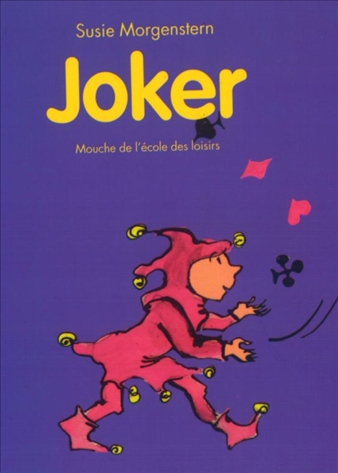 Susie Morgenstern
Joker
Mouche de l'école des loisirs